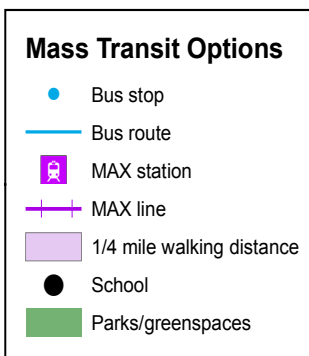 Mass Transit Options
Bus stop
Bus route
MAX station
MAX line
1/4 mile walking distance
School
Parks/greenspaces